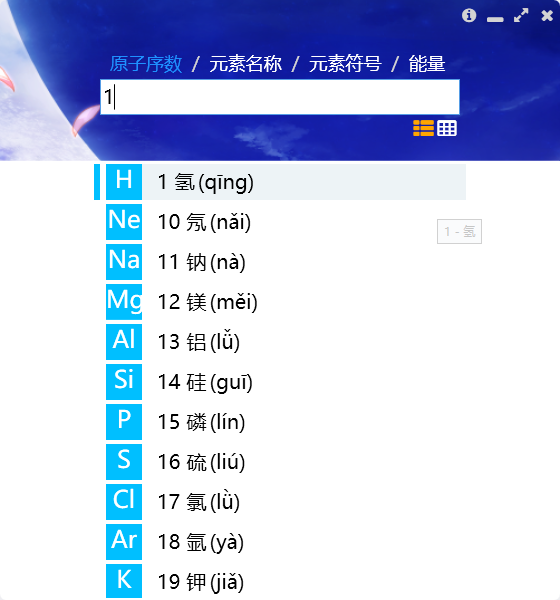 原子序数 / 元素名称 / 元素符号 / 能量
1
H 1 氢(qīng)
Ne 10 氖(nǎi)
1 - 氢
Na 11 钠(nà)
Mg 12 镁(měi)
Al 13 铝(lǚ)
Si 14 硅(guī)
P 15 磷(lín)
S 16 硫(liú)
Cl 17 氯(lǜ)
Ar 18 氩(yà)
K 19 钾(jiǎ)